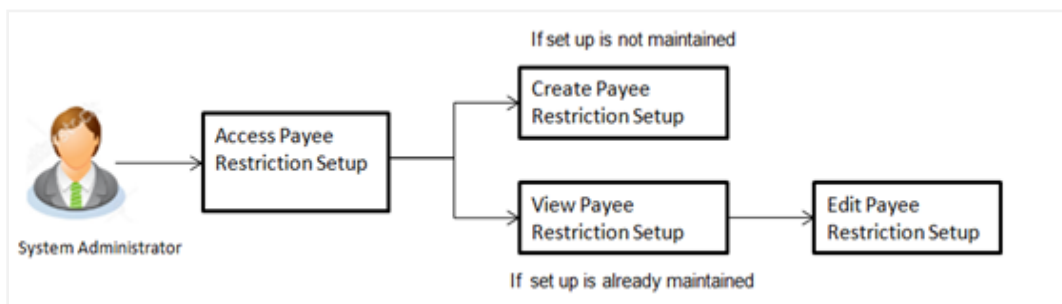 If set up is not maintained
Create Payee
Restriction Setup
Access Payee
Restriction Setup
View Payee
Restriction Setup
Edit Payee
Restriction Setup
System Administrator
If set up is already maintained